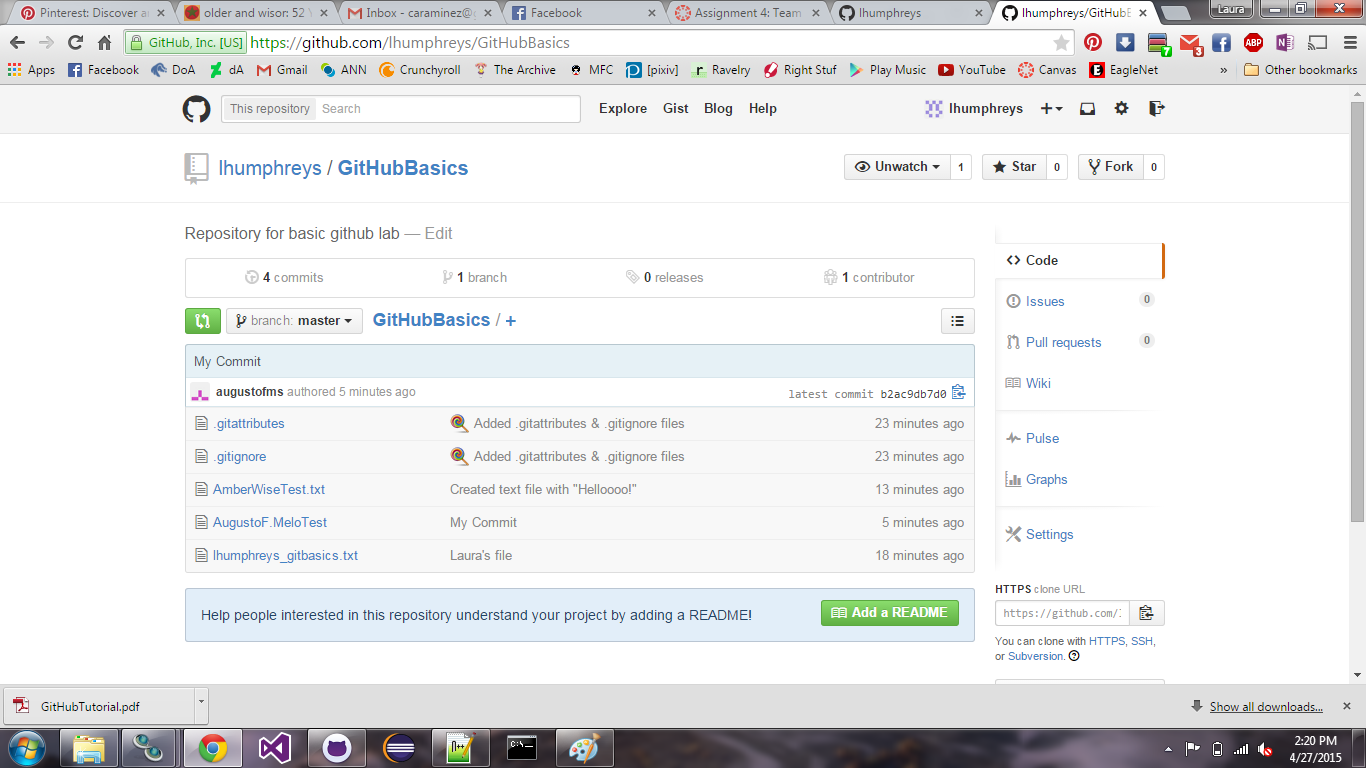 Pinterest: Discover a
older and wisor: 52 Y
Inbox - caraminez@g
Facebook
Assignment 4: Team
lhumphreys
lhumphreys/GitHubB
Laura
GitHub, Inc. [US] https://github.com/lhumphreys/GitHubBasics
7
3
ABP
Apps Facebook DoA dA Gmail ANN Crunchyroll The Archive MFC [pixiv] Ravelry Right Stuf Play Music YouTube Canvas EagleNet » Other bookmarks
This repository Search Explore Gist Blog Help lhumphreys
lhumphreys / GitHubBasics Unwatch 1 Star 0 Fork 0
Repository for basic github lab — Edit
4 commits 1 branch 0 releases 1 contributor
branch: master GitHubBasics / +
My Commit
augustofms authored 5 minutes ago latest commit b2ac9db7d0
.gitattributes Added .gitattributes & .gitignore files 23 minutes ago
.gitignore Added .gitattributes & .gitignore files 23 minutes ago
AmberWiseTest.txt Created text file with "Helloooo!" 13 minutes ago
AugustoF.MeloTest My Commit 5 minutes ago
lhumphreys_gitbasics.txt Laura's file 18 minutes ago
Help people interested in this repository understand your project by adding a README! Add a README
Code
Issues 0
Pull requests 0
Wiki
Pulse
Graphs
Settings
HTTPS clone URL
https://github.com/
You can clone with HTTPS, SSH,
or Subversion.
GitHubTutorial.pdf Show all downloads...
2:20 PM
4/27/2015